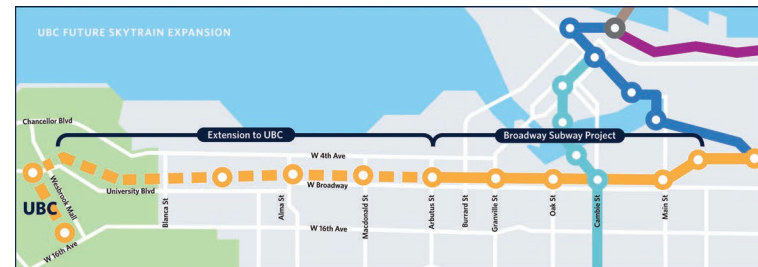 UBC FUTURE SKYTRAIN EXPANSION
Chancellor Blvd
Extension to UBC
Broadway Subway Project
W 4th Ave
University Blvd
W Broadway
Wesbrook Mall
UBC
Blanca St
Alma St
Macdonald St
Arbutus St
Burrard St
Granville St
Oak St
Cambie St
Main St
W 16th Ave
W 16th Ave